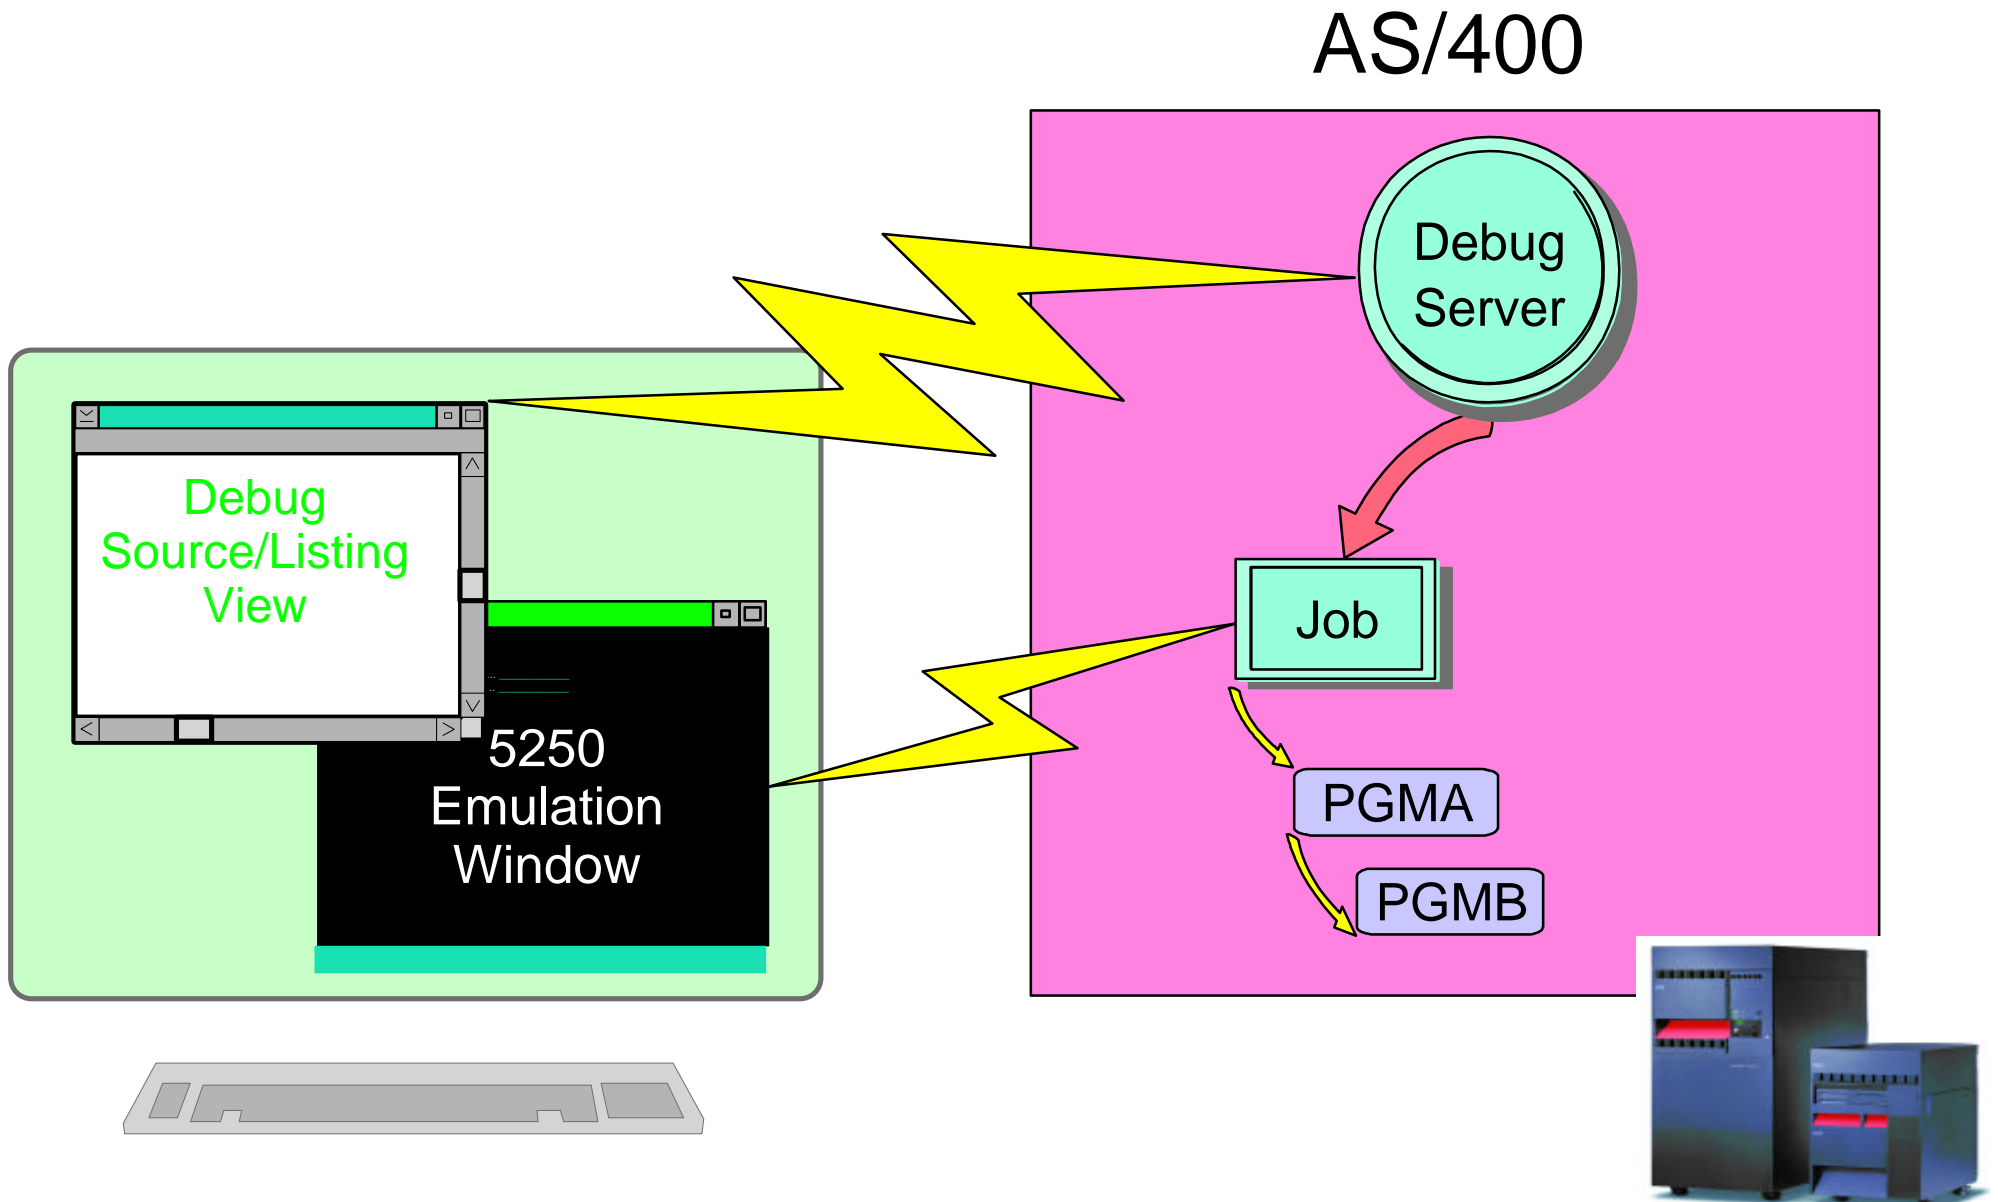 AS/400
Debug
Server
Debug
Source/Listing
View
Job
5250
Emulation
Window
PGMA
PGMB